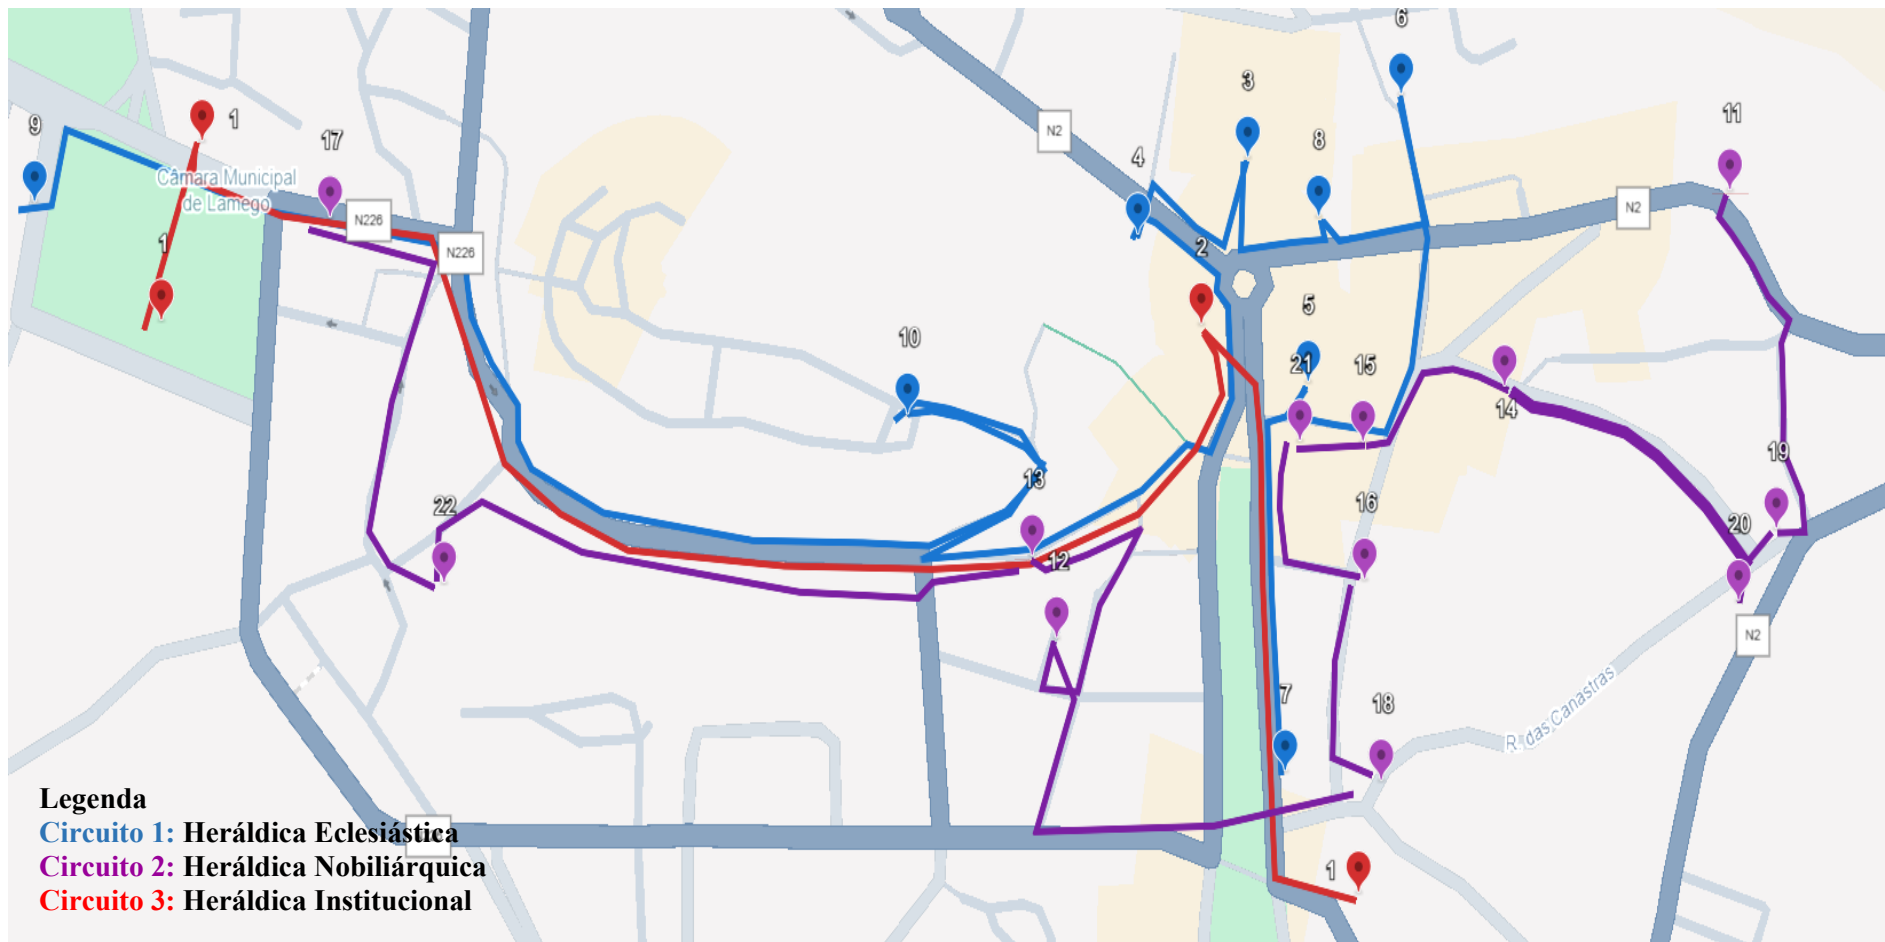 6
3
11
9
1
N2
8
17
4
Câmara Municipal
de Lamego
N226
N2
N226
1
2
5
10
21
15
14
13
19
22
16
20
12
N2
R. das Canastras
7
18
Legenda
Circuito 1: Heráldica Eclesiástica
Circuito 2: Heráldica Nobiliárquica
Circuito 3: Heráldica Institucional
1